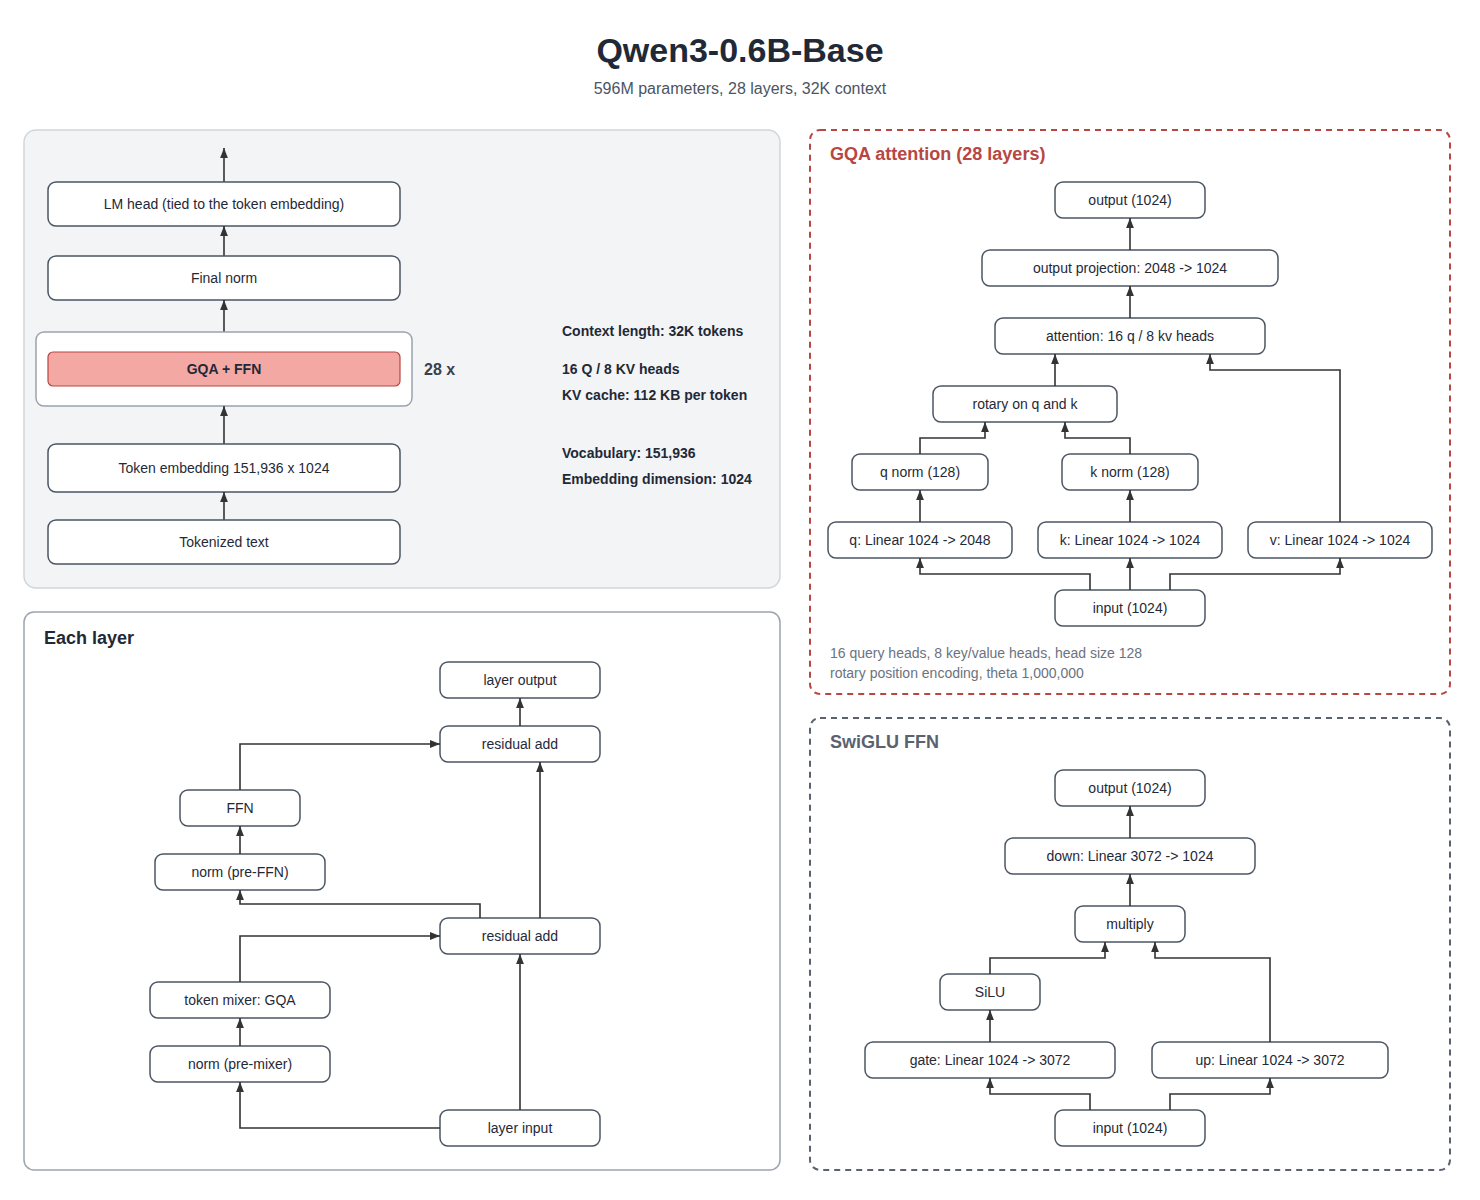 Qwen3-0.6B-Base
596M parameters, 28 layers, 32K context
LM head (tied to the token embedding)
Final norm
GQA + FFN
28 x
Token embedding 151,936 x 1024
Tokenized text
Context length: 32K tokens
16 Q / 8 KV heads
KV cache: 112 KB per token
Vocabulary: 151,936
Embedding dimension: 1024
Each layer
layer output
residual add
FFN
norm (pre-FFN)
residual add
token mixer: GQA
norm (pre-mixer)
layer input
GQA attention (28 layers)
output (1024)
output projection: 2048 -> 1024
attention: 16 q / 8 kv heads
rotary on q and k
q norm (128)
k norm (128)
q: Linear 1024 -> 2048
k: Linear 1024 -> 1024
v: Linear 1024 -> 1024
input (1024)
16 query heads, 8 key/value heads, head size 128
rotary position encoding, theta 1,000,000
SwiGLU FFN
output (1024)
down: Linear 3072 -> 1024
multiply
SiLU
gate: Linear 1024 -> 3072
up: Linear 1024 -> 3072
input (1024)